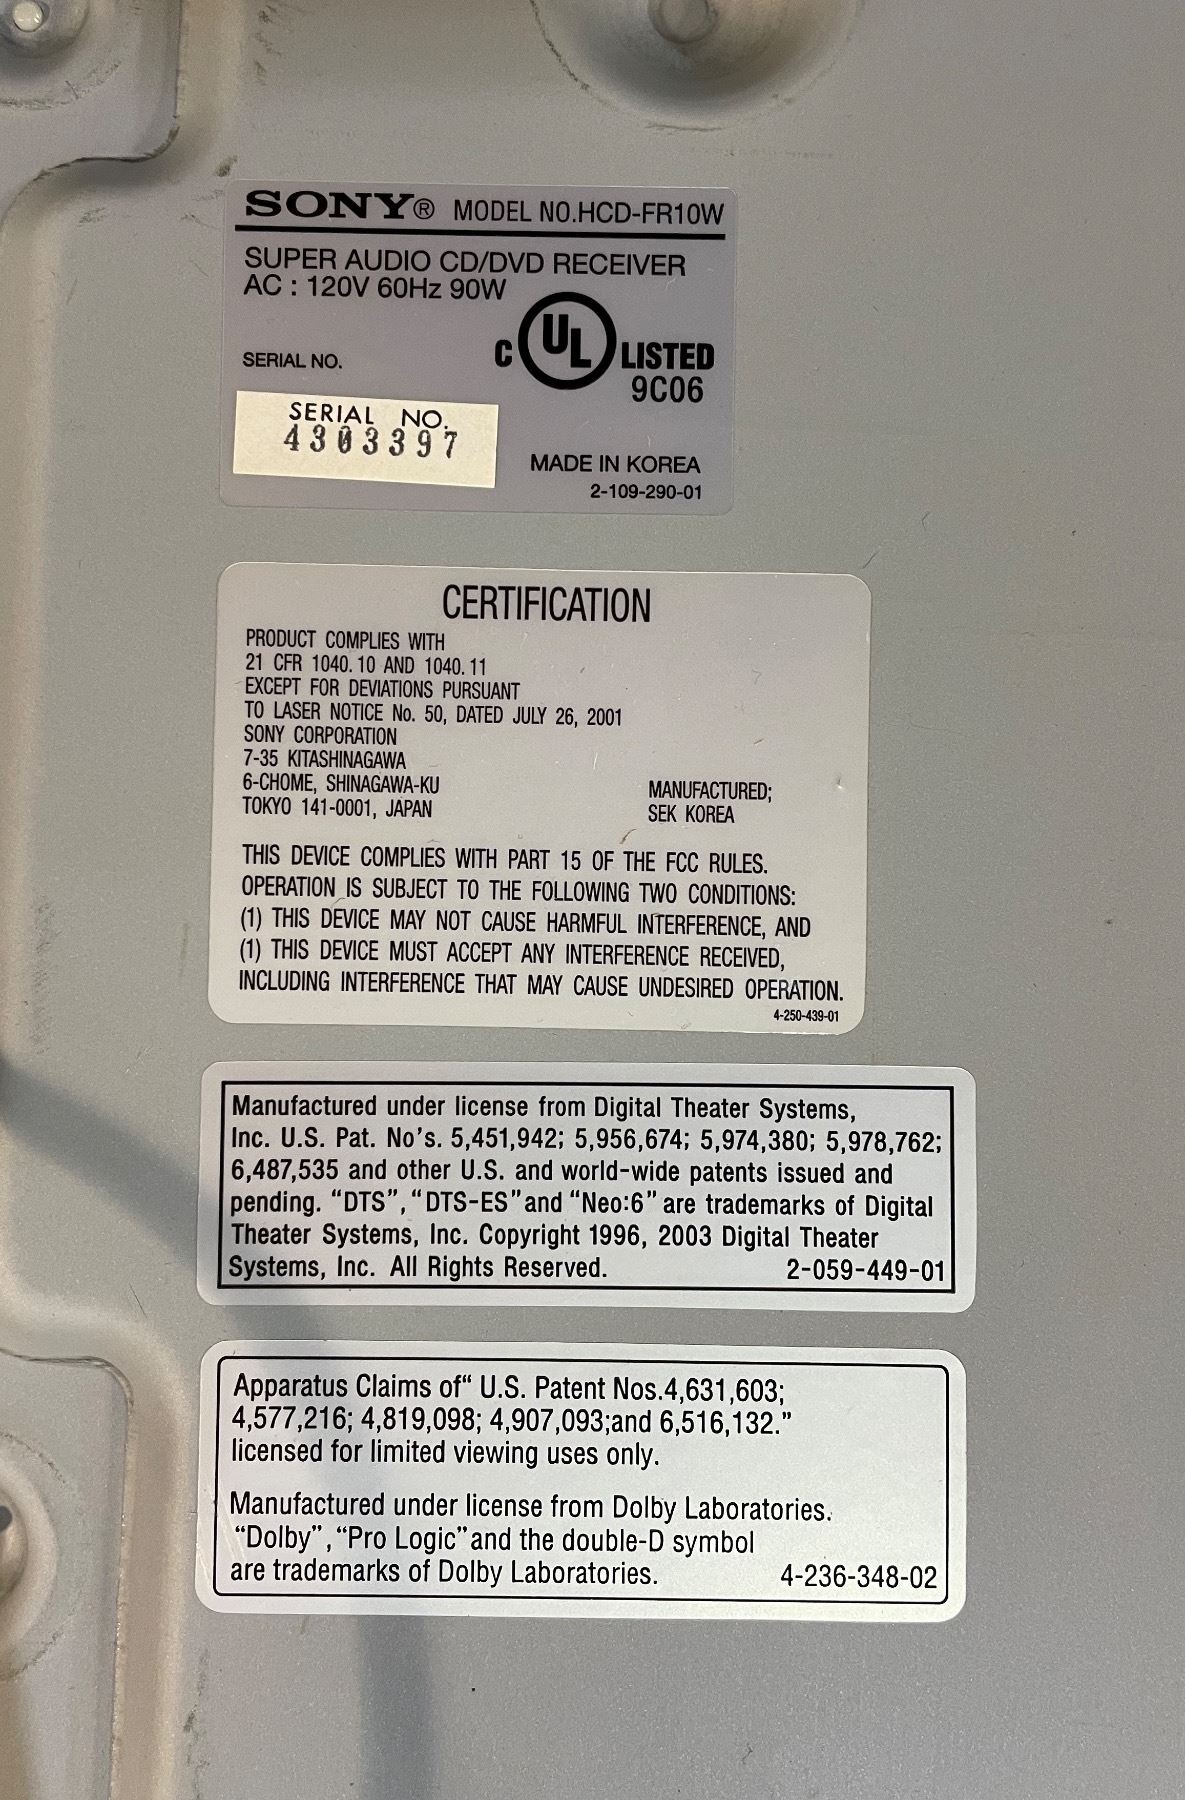 SONY® MODEL NO.HCD-FR10W
SUPER AUDIO CD/DVD RECEIVER
AC : 120V 60Hz 90W
C UL LISTED
9C06
SERIAL NO.
SERIAL NO.
4303397
MADE IN KOREA
2-109-290-01
CERTIFICATION
PRODUCT COMPLIES WITH
21 CFR 1040.10 AND 1040.11
EXCEPT FOR DEVIATIONS PURSUANT
TO LASER NOTICE No. 50, DATED JULY 26, 2001
SONY CORPORATION
7-35 KITASHINAGAWA
6-CHOME, SHINAGAWA-KU
TOKYO 141-0001, JAPAN
MANUFACTURED;
SEK KOREA
THIS DEVICE COMPLIES WITH PART 15 OF THE FCC RULES.
OPERATION IS SUBJECT TO THE FOLLOWING TWO CONDITIONS:
(1) THIS DEVICE MAY NOT CAUSE HARMFUL INTERFERENCE, AND
(1) THIS DEVICE MUST ACCEPT ANY INTERFERENCE RECEIVED,
INCLUDING INTERFERENCE THAT MAY CAUSE UNDESIRED OPERATION.
4-250-439-01
Manufactured under license from Digital Theater Systems,
Inc. U.S. Pat. No's. 5,451,942; 5,956,674; 5,974,380; 5,978,762;
6,487,535 and other U.S. and world-wide patents issued and
pending. “DTS”, “DTS-ES” and “Neo:6” are trademarks of Digital
Theater Systems, Inc. Copyright 1996, 2003 Digital Theater
Systems, Inc. All Rights Reserved. 2-059-449-01
Apparatus Claims of“ U.S. Patent Nos.4,631,603;
4,577,216; 4,819,098; 4,907,093;and 6,516,132.”
licensed for limited viewing uses only.
Manufactured under license from Dolby Laboratories.
“Dolby”, “Pro Logic” and the double-D symbol
are trademarks of Dolby Laboratories. 4-236-348-02